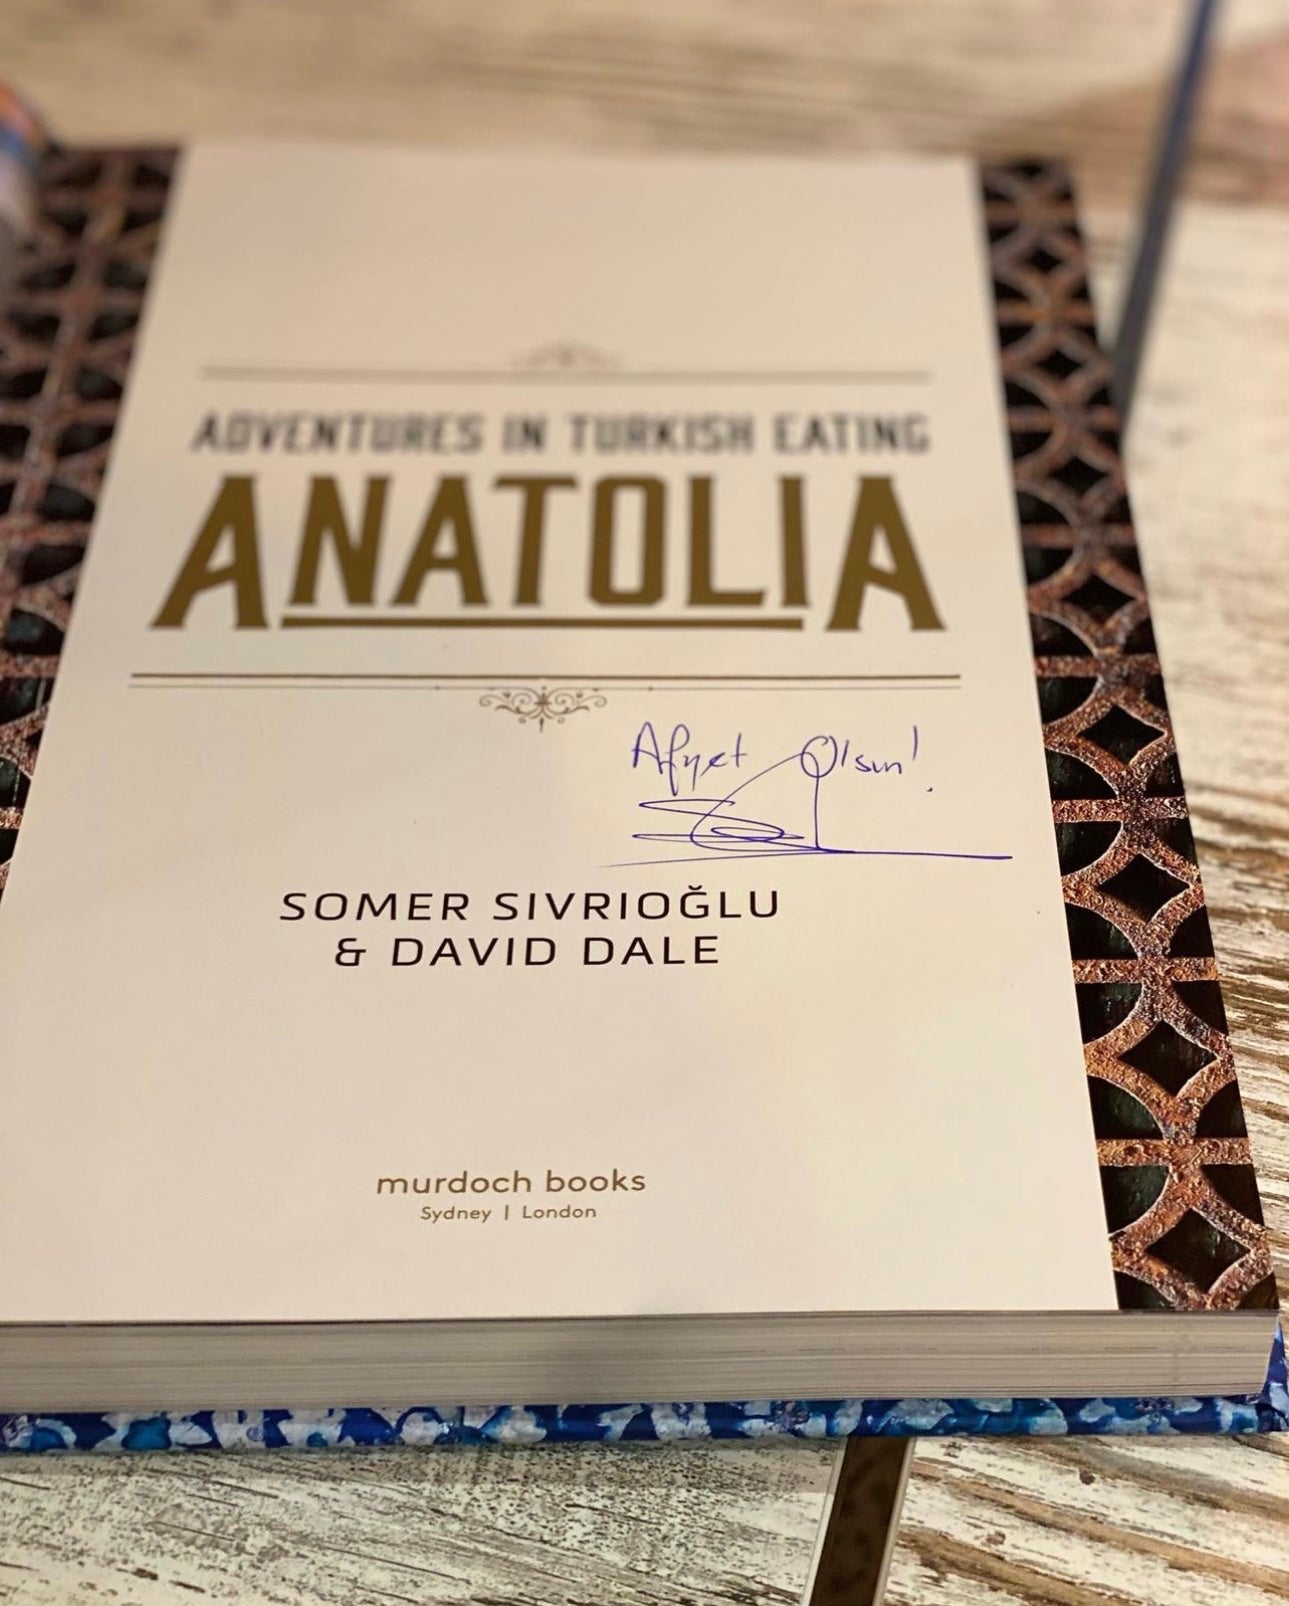 ADVENTURES IN TURKISH EATING
ANATOLIA
Afiyet Olsun!
SOMER SIVRIOĞLU
& DAVID DALE
murdoch books
Sydney | London